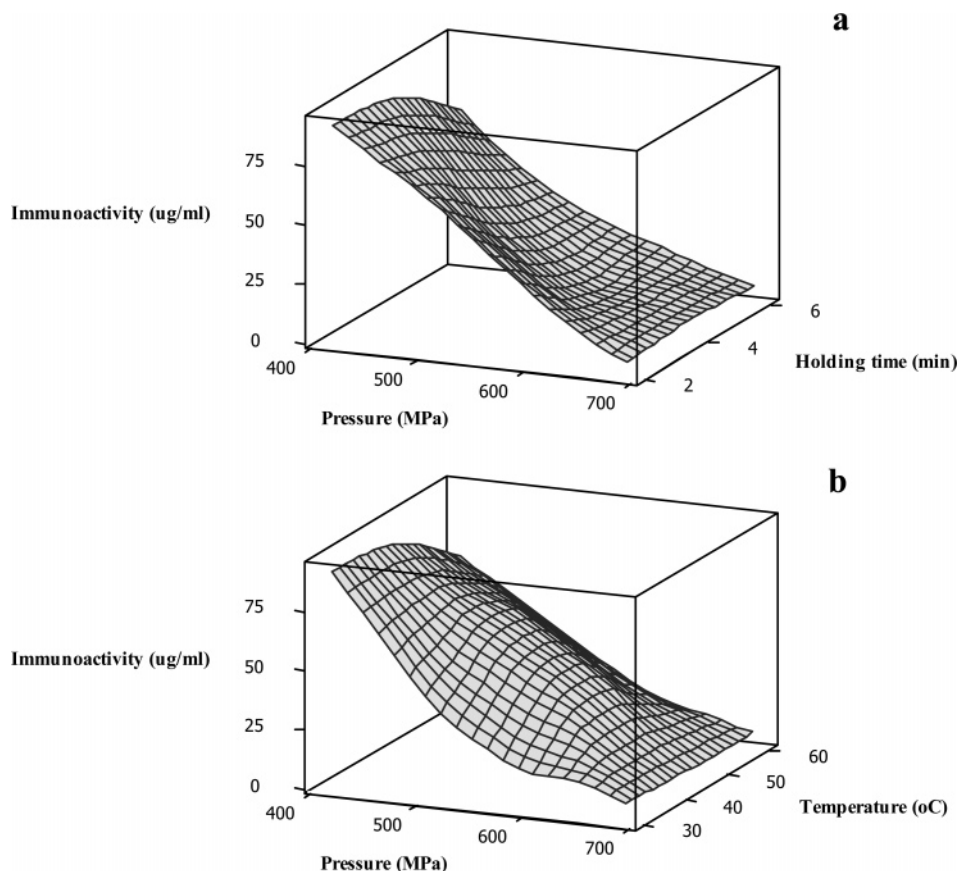 a
75
Immunoactivity (ug/ml)
50
25
0
400
500
600
700
Pressure (MPa)
2
4
6
Holding time (min)
b
75
Immunoactivity (ug/ml)
50
25
0
400
500
600
700
Pressure (MPa)
30
40
50
60
Temperature (oC)